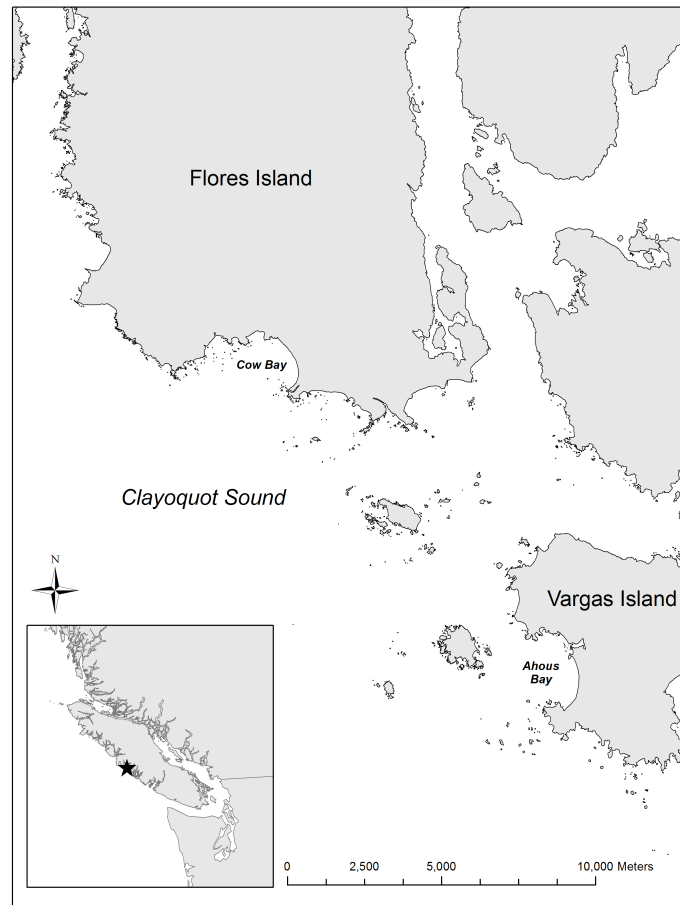 Flores Island
Cow Bay
Clayoquot Sound
N
Vargas Island
Ahous
Bay
0 2,500 5,000 10,000 Meters